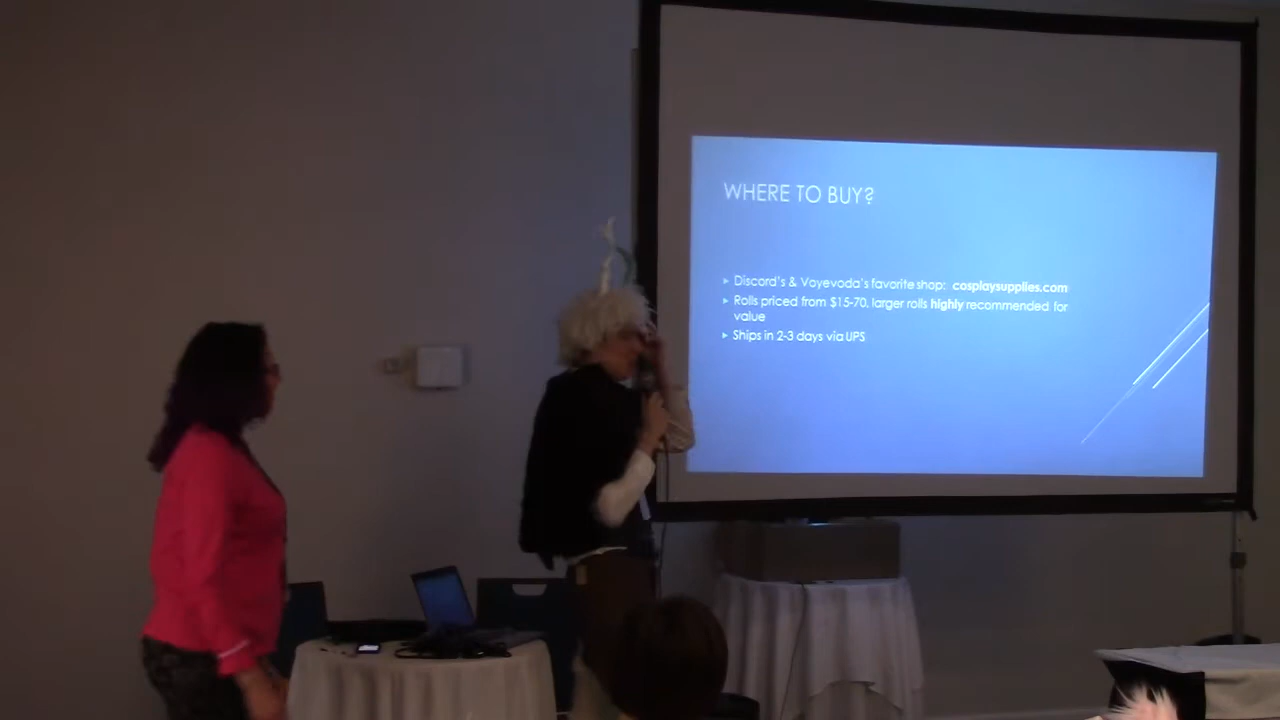 WHERE TO BUY?
▸ Discord's & Voyevoda's favorite shop: cosplaysupplies.com
▸ Rolls priced from $15-70, larger rolls highly recommended for
value
▸ Ships in 2-3 days via UPS